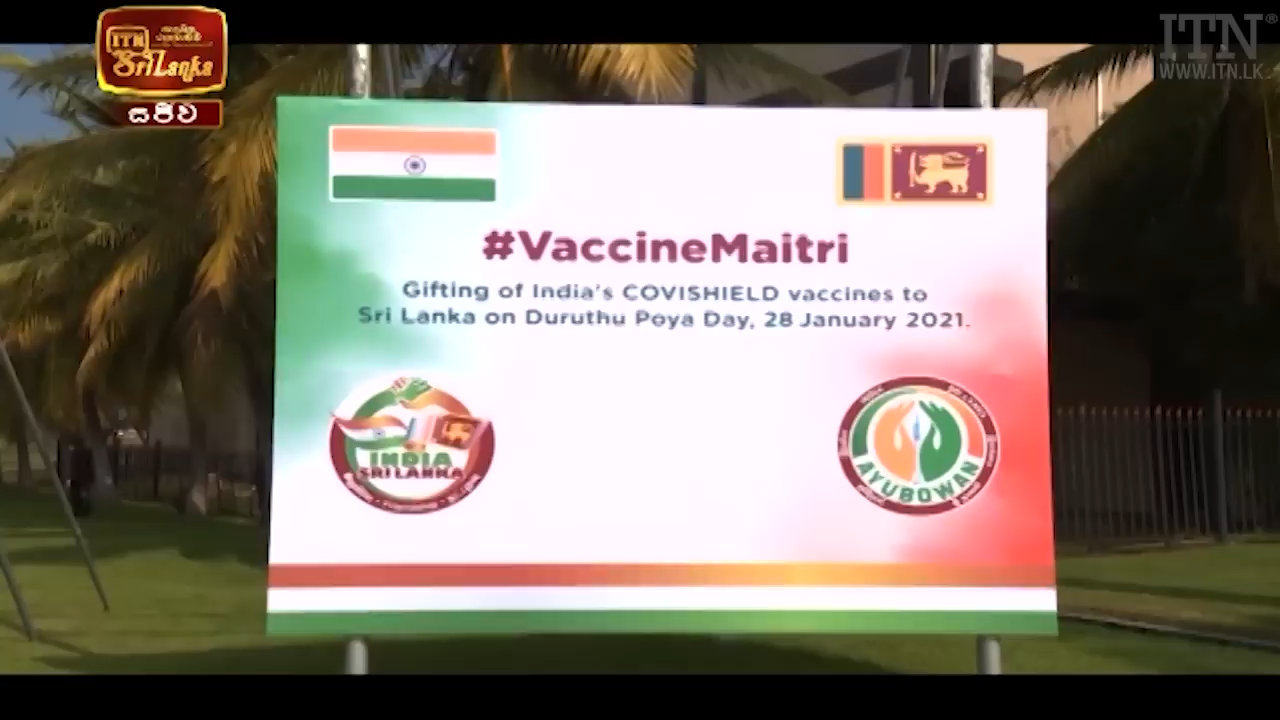 ITN
Sri Lanka
සජීව
ITN®
WWW.ITN.LK
#VaccineMaitri
Gifting of India's COVISHIELD vaccines to
Sri Lanka on Duruthu Poya Day, 28 January 2021.
INDIA
SRI LANKA
AYUBOWAN